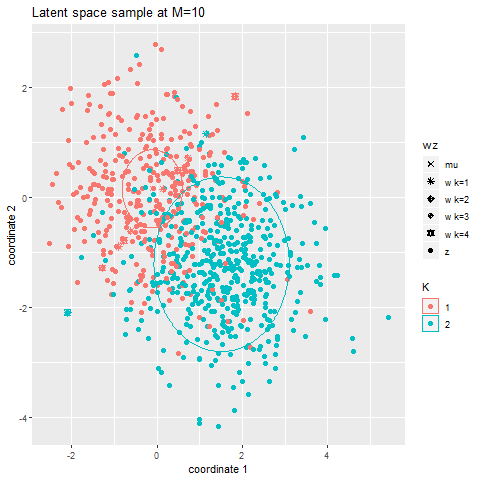 Latent space sample at M=10
2
0
-2
-4
coordinate 2
-2
0
2
4
coordinate 1
wz
mu
w k=1
w k=2
w k=3
w k=4
z
K
1
2